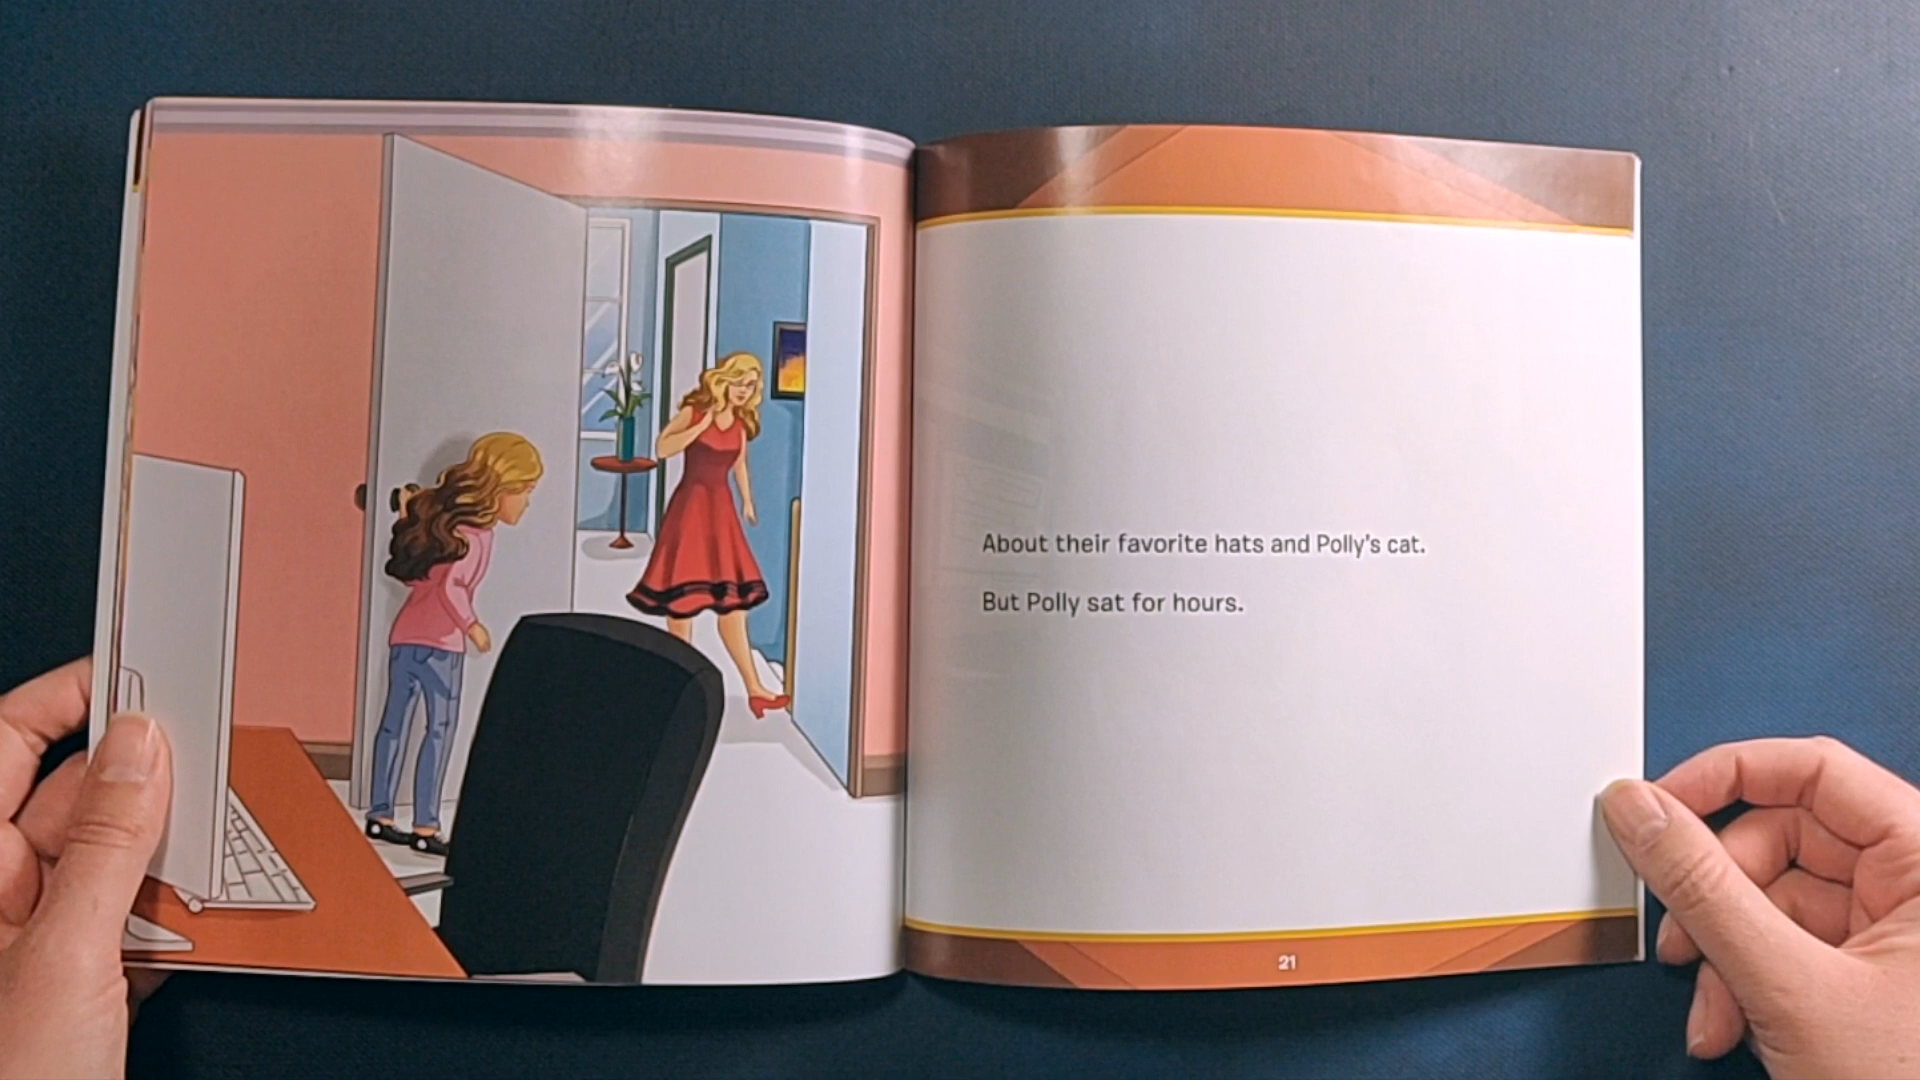 About their favorite hats and Polly's cat.
But Polly sat for hours.
21